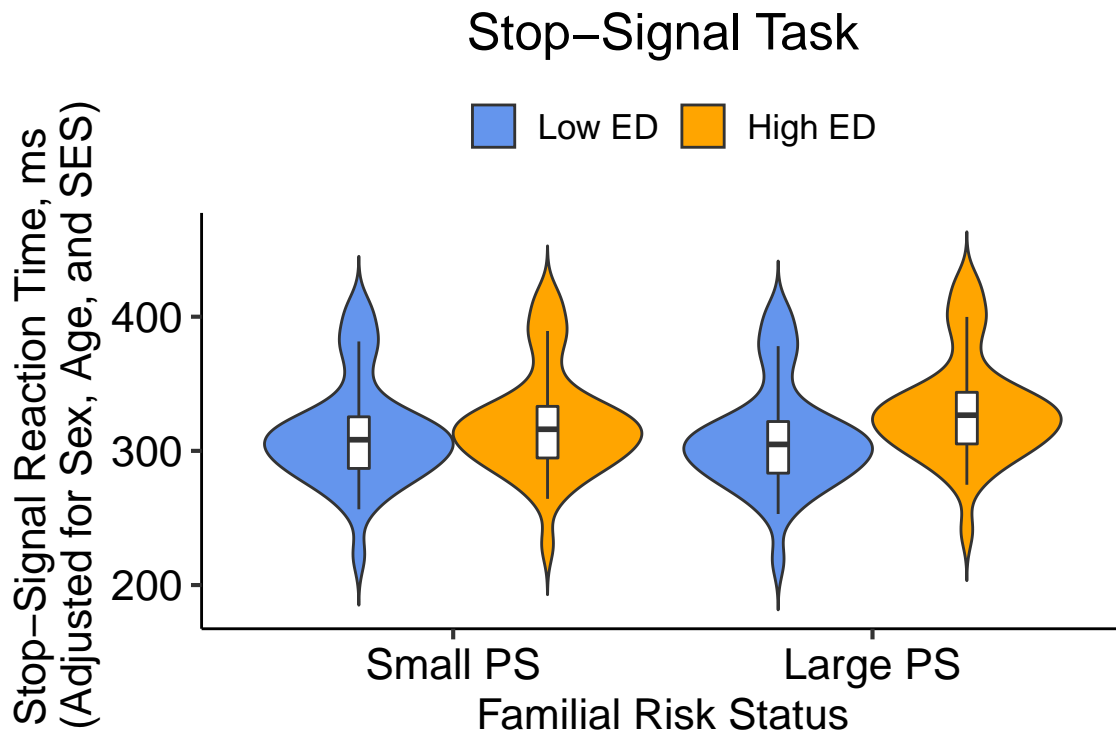 Stop−Signal Task
Low ED
High ED
Stop−Signal Reaction Time, ms
(Adjusted for Sex, Age, and SES)
400
300
200
Small PS
Large PS
Familial Risk Status